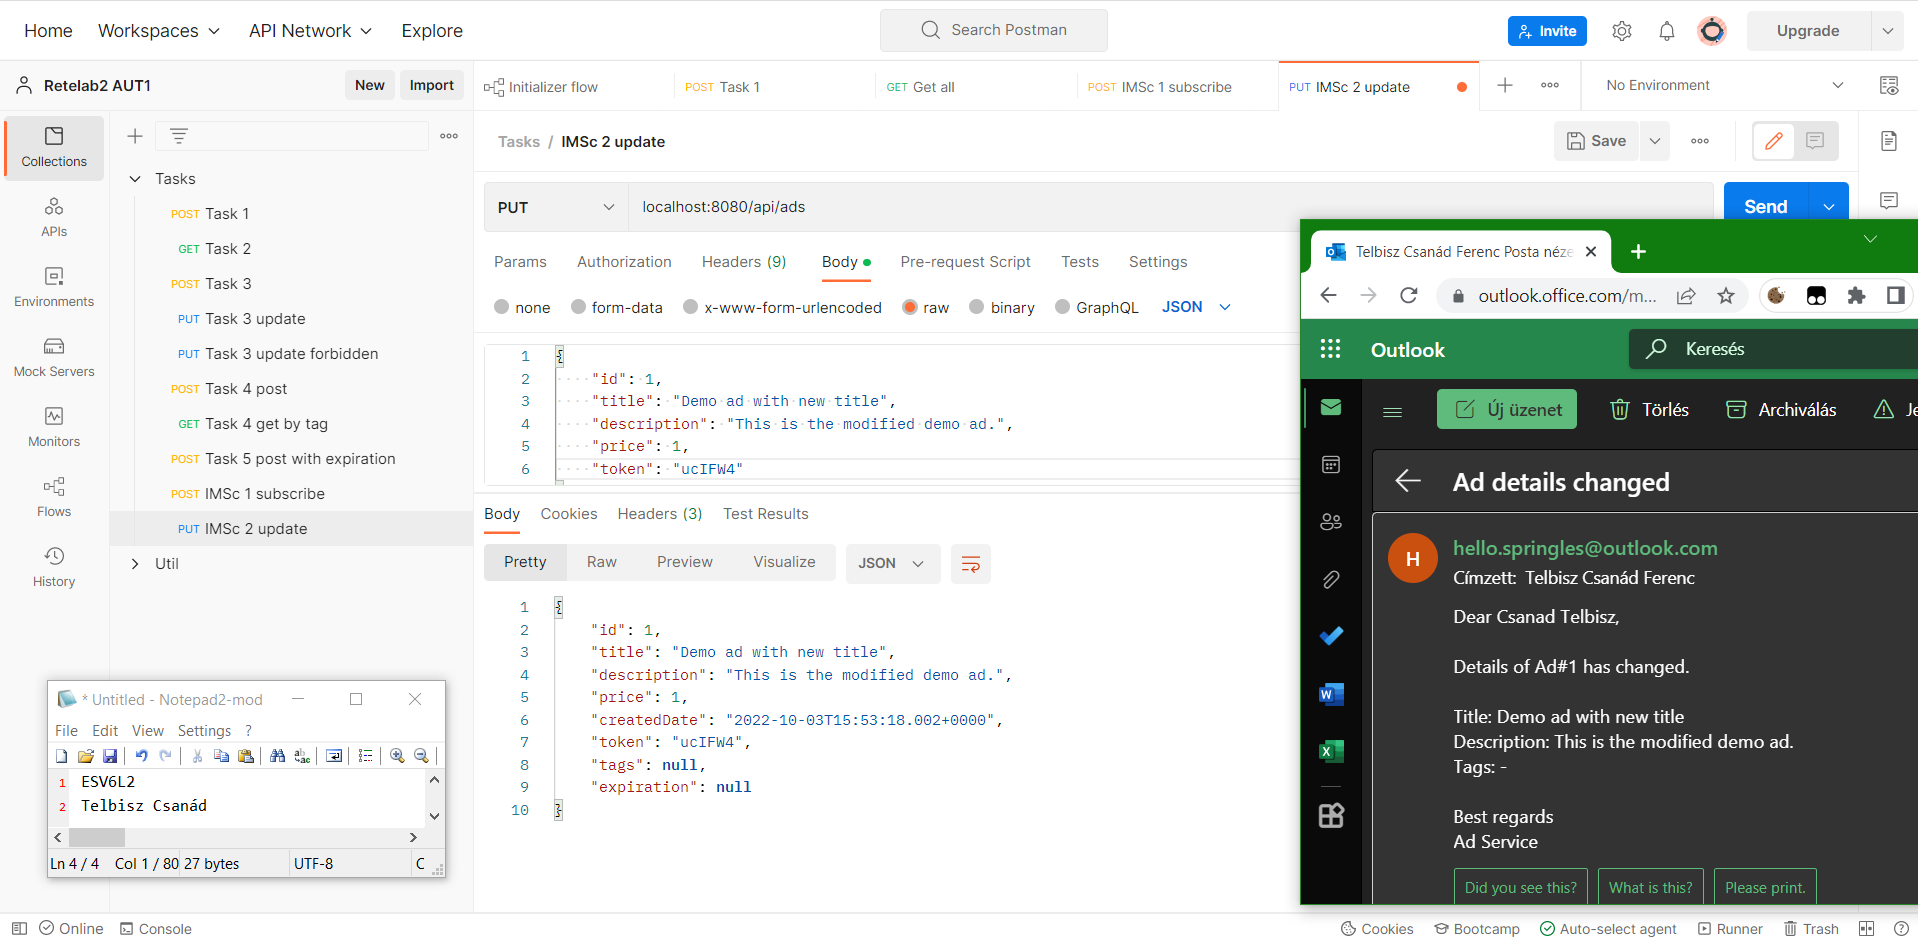 Home Workspaces API Network Explore Search Postman Invite Upgrade
Retelab2 AUT1 New Import
Initializer flow POST Task 1 GET Get all POST IMSc 1 subscribe PUT IMSc 2 update No Environment
Collections
APIs
Environments
Mock Servers
Monitors
Flows
History
Tasks
POST Task 1
GET Task 2
POST Task 3
PUT Task 3 update
PUT Task 3 update forbidden
POST Task 4 post
GET Task 4 get by tag
POST Task 5 post with expiration
POST IMSc 1 subscribe
PUT IMSc 2 update
Util
Tasks / IMSc 2 update Save
PUT localhost:8080/api/ads Send
Params Authorization Headers (9) Body Pre-request Script Tests Settings
none form-data x-www-form-urlencoded raw binary GraphQL JSON
1 {
2 "id": 1,
3 "title": "Demo ad with new title",
4 "description": "This is the modified demo ad.",
5 "price": 1,
6 "token": "ucIFW4"
Body Cookies Headers (3) Test Results
Pretty Raw Preview Visualize JSON
1 {
2 "id": 1,
3 "title": "Demo ad with new title",
4 "description": "This is the modified demo ad.",
5 "price": 1,
6 "createdDate": "2022-10-03T15:53:18.002+0000",
7 "token": "ucIFW4",
8 "tags": null,
9 "expiration": null
10 }
* Untitled - Notepad2-mod
File Edit View Settings ?
1 ESV6L2
2 Telbisz Csanád
Ln 4 / 4 Col 1 / 80 27 bytes UTF-8 C
Telbisz Csanád Ferenc Posta néze
outlook.office.com/m...
Outlook Keresés
Új üzenet Törlés Archiválás Je
Ad details changed
H
hello.springles@outlook.com
Címzett: Telbisz Csanád Ferenc
Dear Csanad Telbisz,
Details of Ad#1 has changed.
Title: Demo ad with new title
Description: This is the modified demo ad.
Tags: -
Best regards
Ad Service
Did you see this? What is this? Please print.
Online Console Cookies Bootcamp Auto-select agent Runner Trash